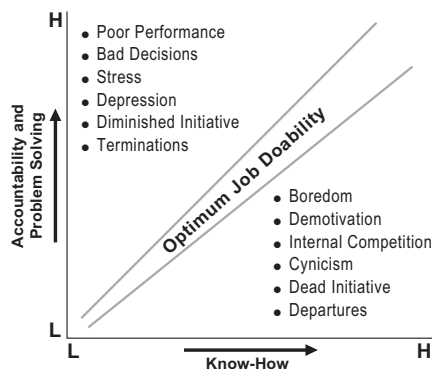 H
Poor Performance
Bad Decisions
Stress
Depression
Diminished Initiative
Terminations
Accountability and
Problem Solving
Optimum Job Doability
Boredom
Demotivation
Internal Competition
Cynicism
Dead Initiative
Departures
L
L
H
Know-How